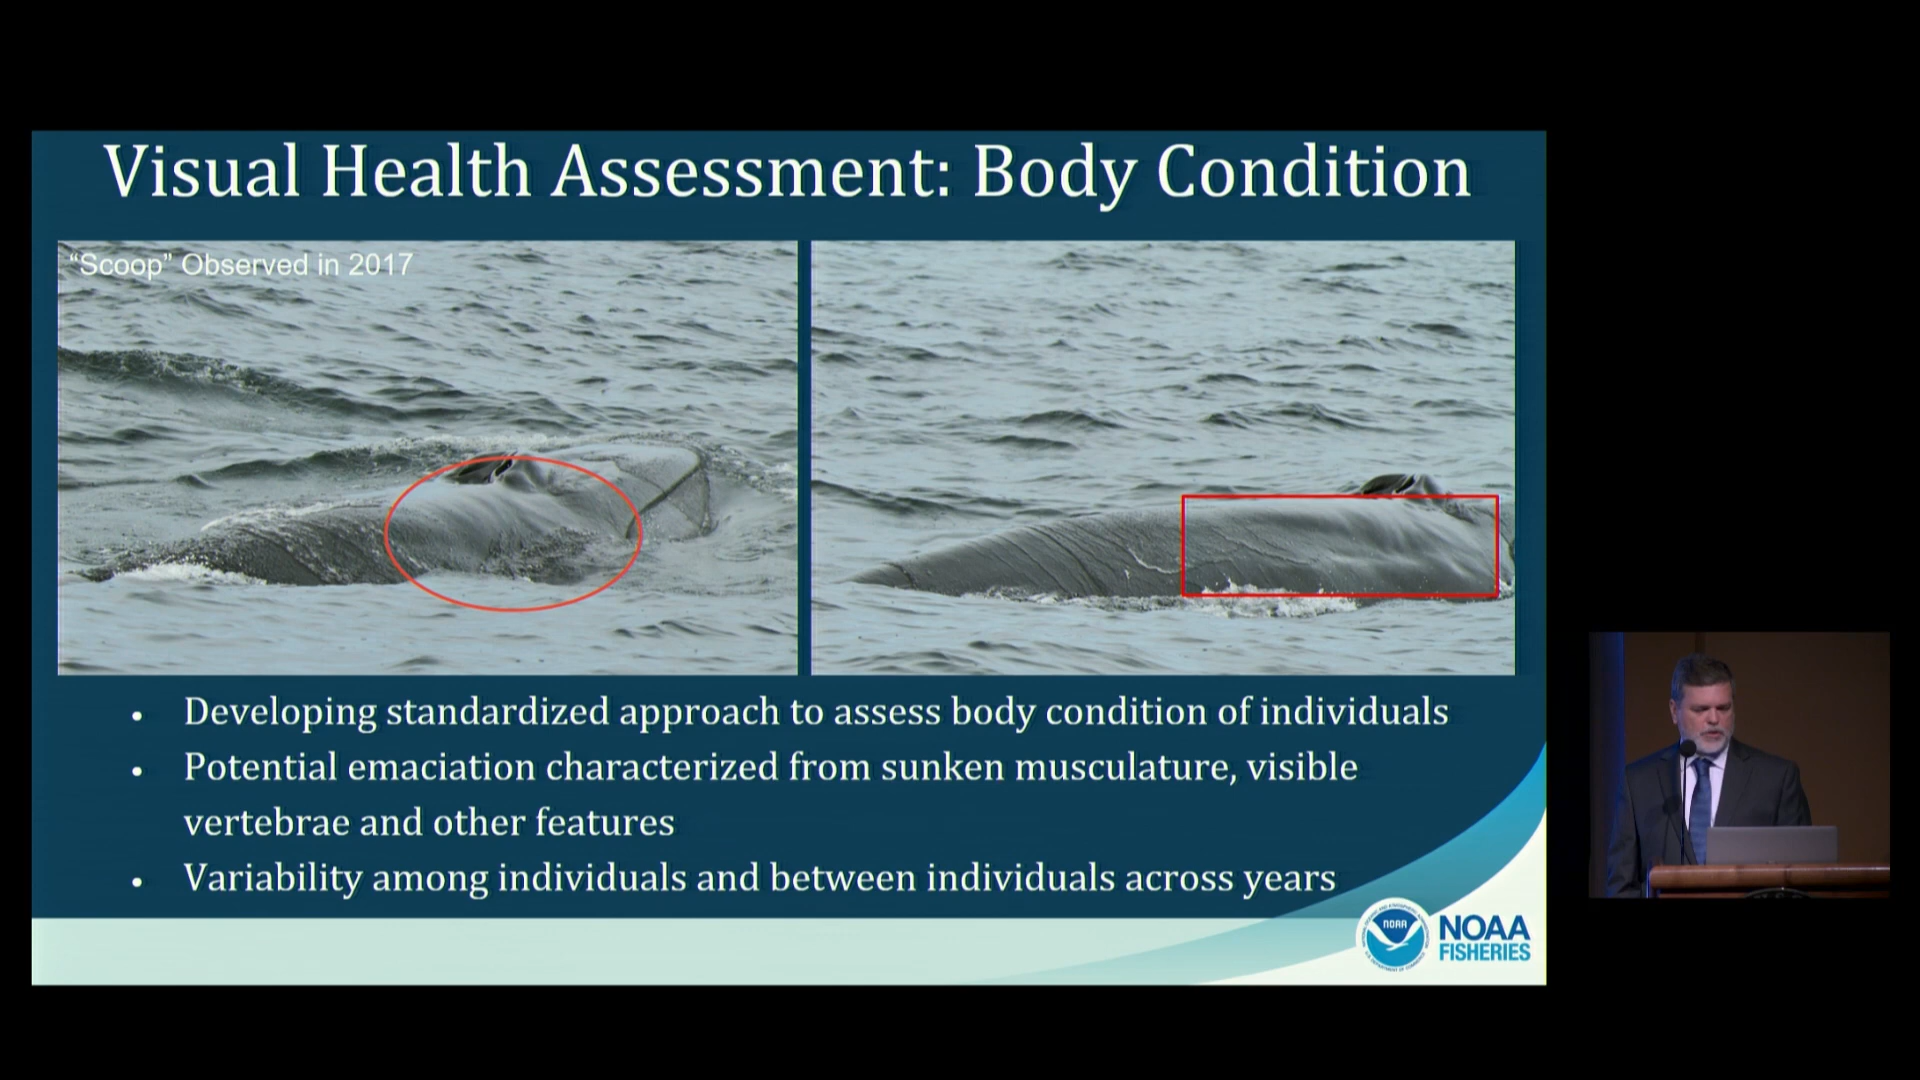 Visual Health Assessment: Body Condition
“Scoop” Observed in 2017
• Developing standardized approach to assess body condition of individuals
• Potential emaciation characterized from sunken musculature, visible
vertebrae and other features
• Variability among individuals and between individuals across years
NOAA
NOAA
FISHERIES